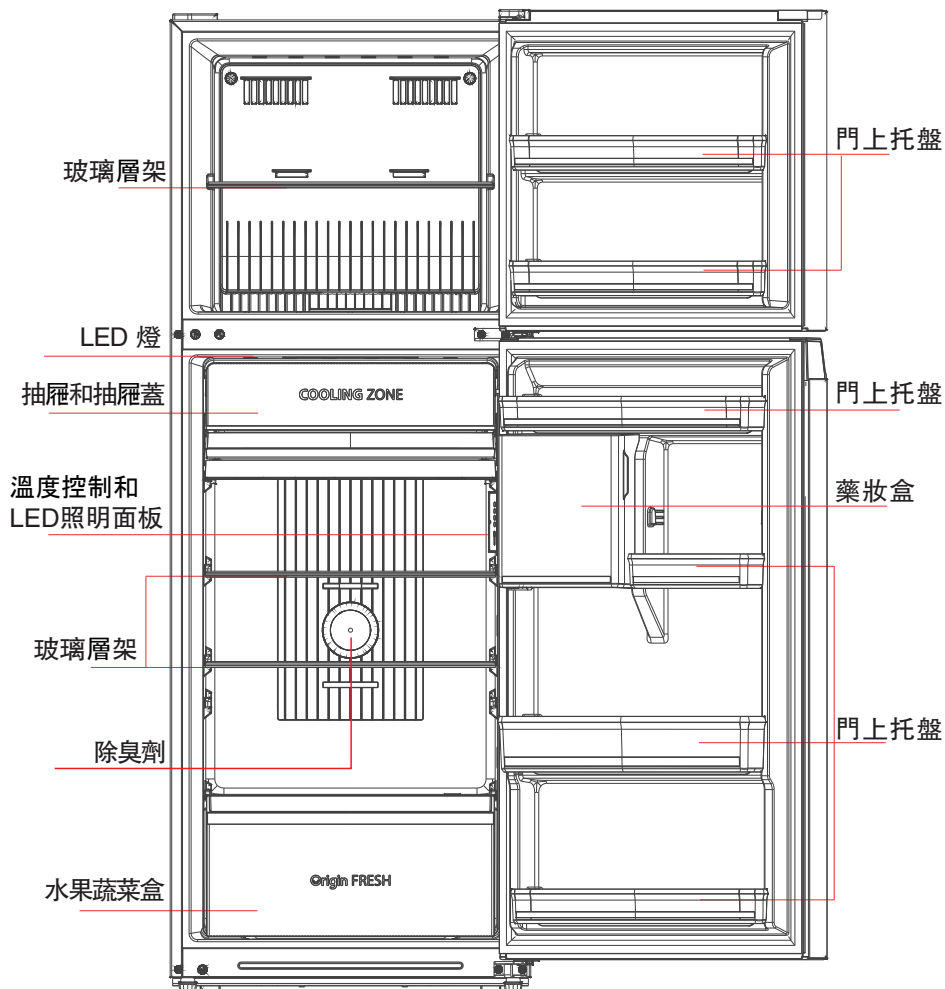 門上托盤
玻璃層架
LED 燈
抽屜和抽屜蓋
COOLING ZONE
門上托盤
溫度控制和
LED照明面板
藥妝盒
玻璃層架
門上托盤
除臭劑
Origin FRESH
水果蔬菜盒